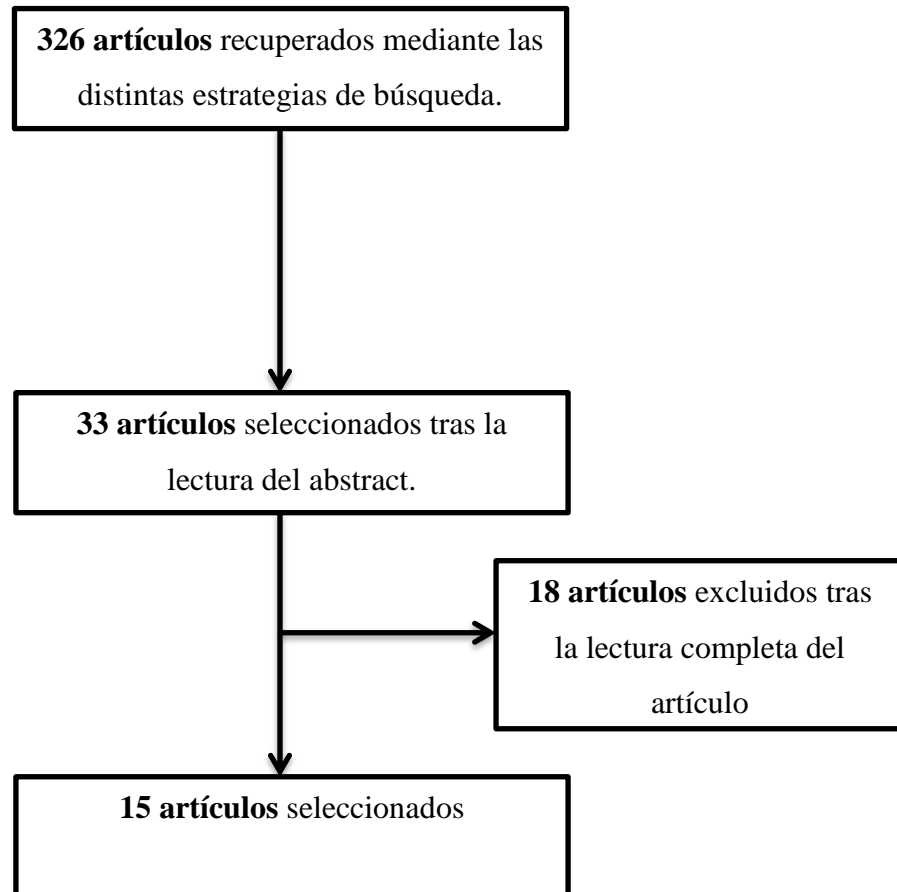 326 artículos recuperados mediante las
distintas estrategias de búsqueda.
33 artículos seleccionados tras la
lectura del abstract.
18 artículos excluidos tras
la lectura completa del
artículo
15 artículos seleccionados